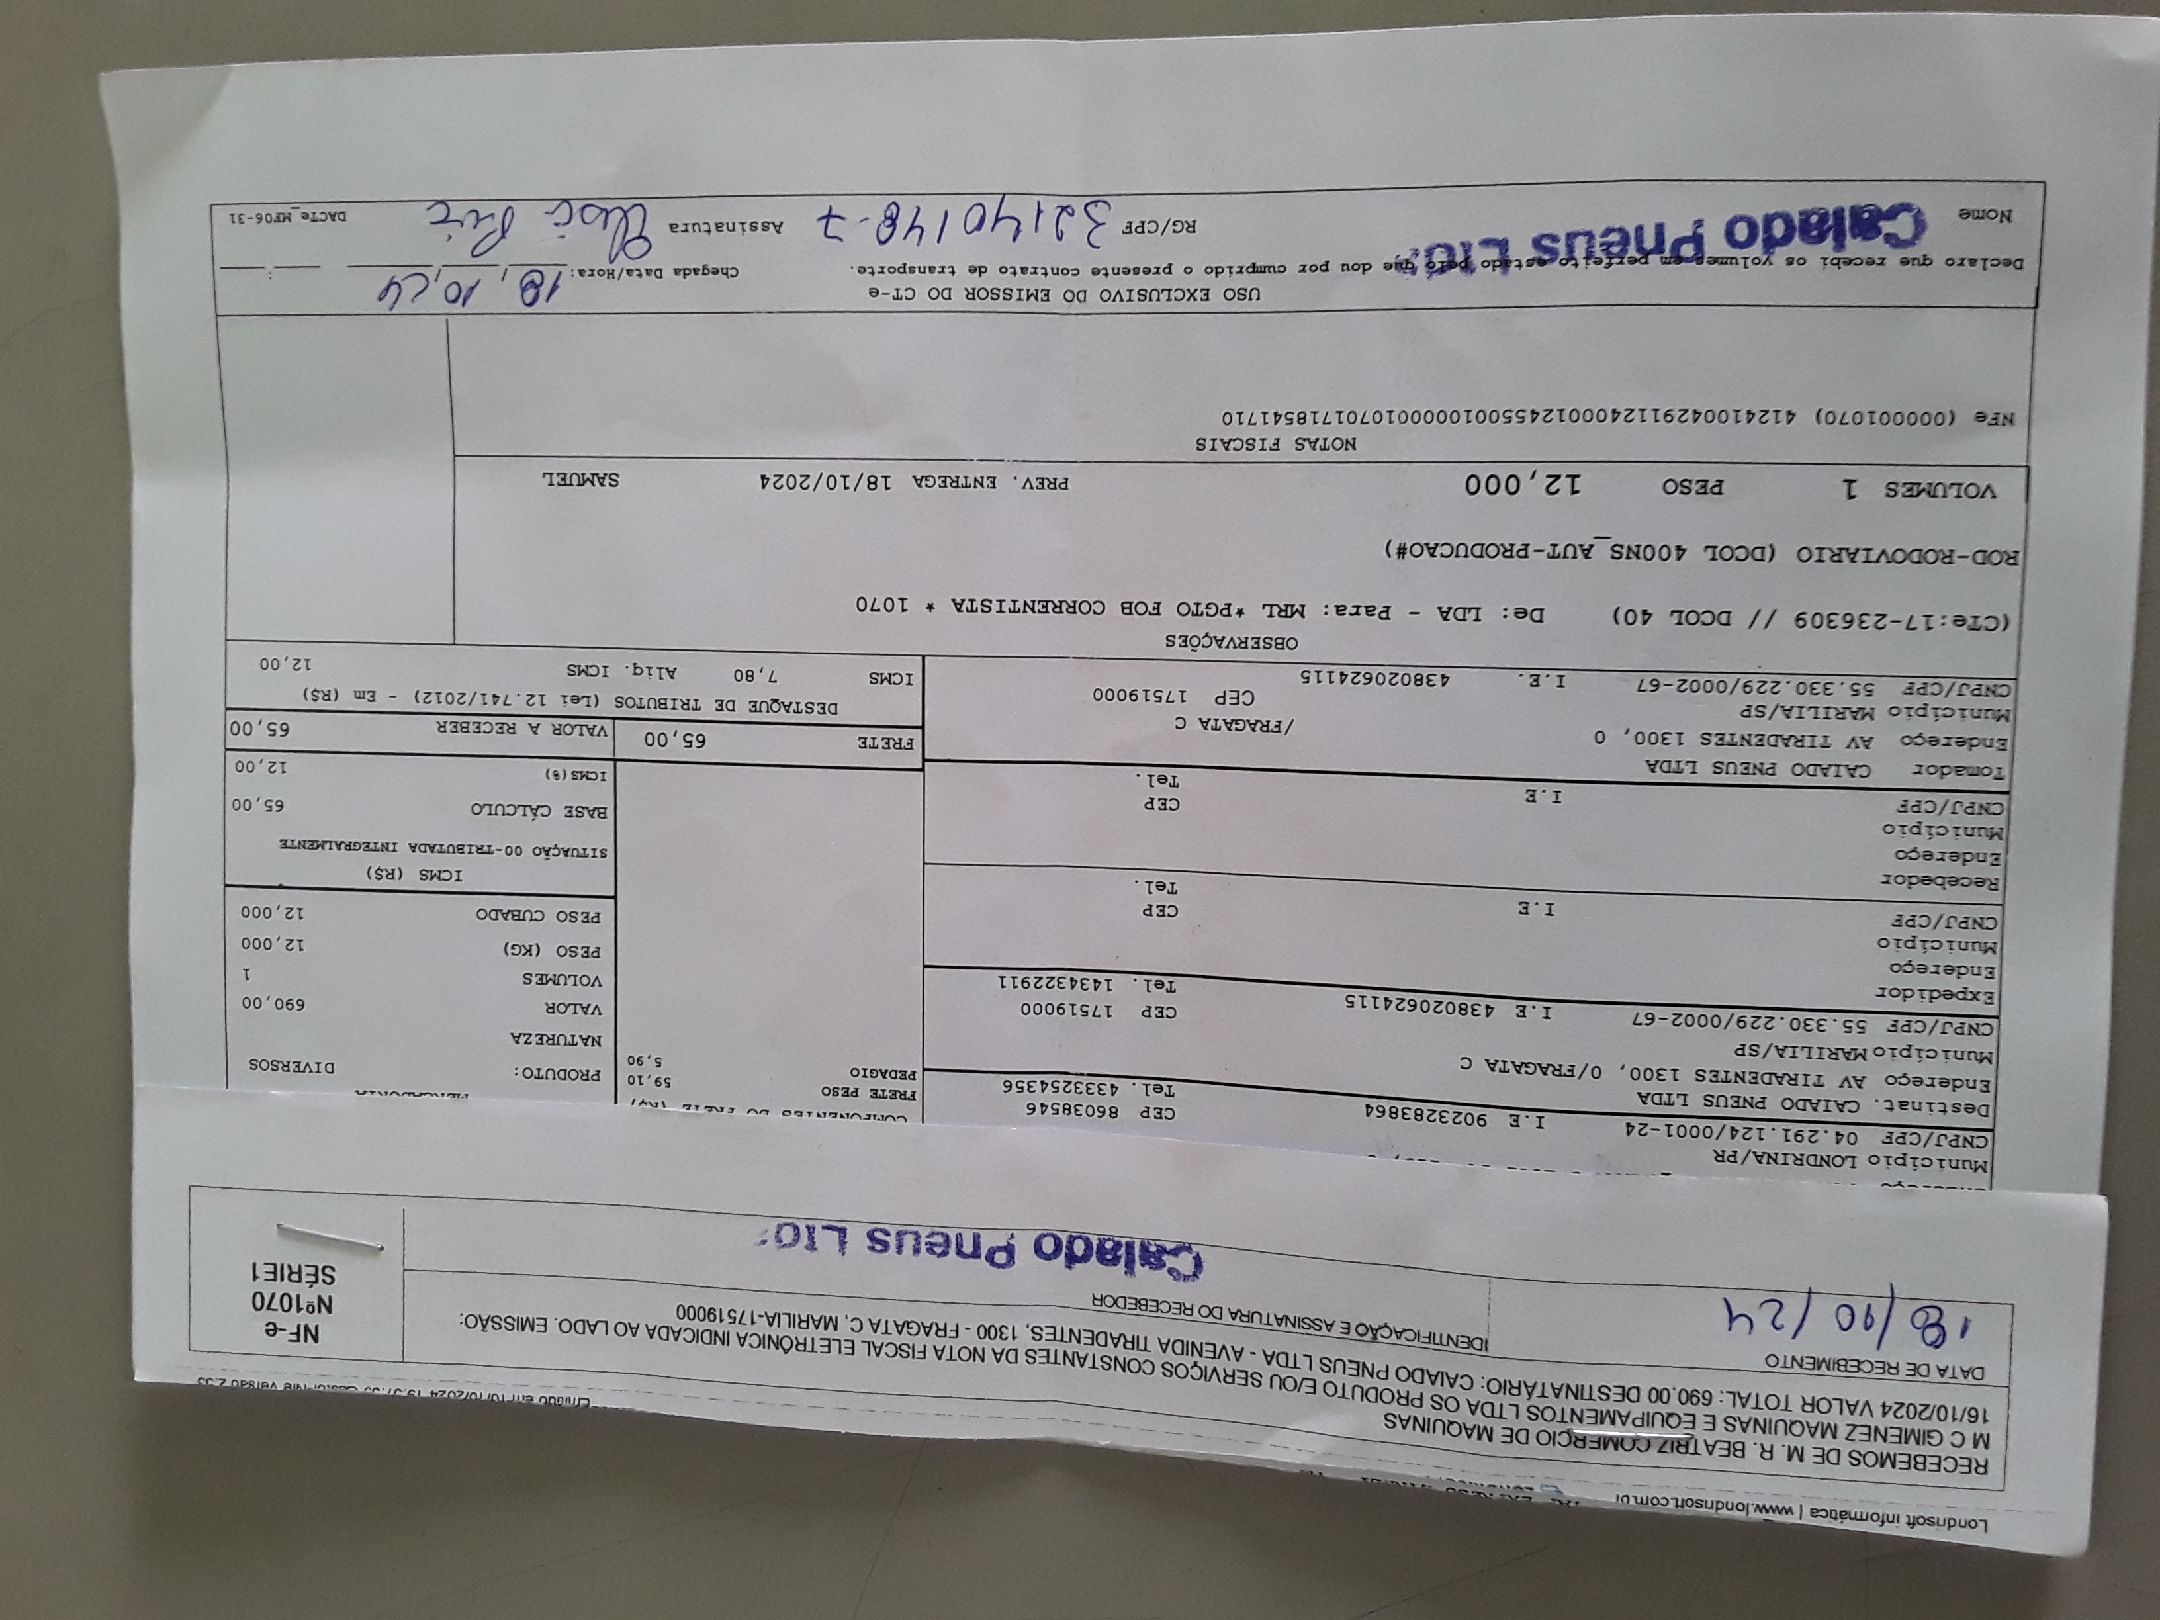 Londrisoft informática | www.londrisoft.com.br
RECEBEMOS DE M. R. BEATRIZ COMERCIO DE MAQUINAS
M C GIMENEZ MAQUINAS E EQUIPAMENTOS LTDA OS PRODUTO E/OU SERVIÇOS CONSTANTES DA NOTA FISCAL ELETRÔNICA INDICADA AO LADO. EMISSÃO:
16/10/2024 VALOR TOTAL: 690.00 DESTINATÁRIO: CAIADO PNEUS LTDA - AVENIDA TIRADENTES, 1300 - FRAGATA C, MARILIA-17519000
NF-e
Nº1070
SÉRIE1
DATA DE RECEBIMENTO
18/10/24
IDENTIFICAÇÃO E ASSINATURA DO RECEBEDOR
Caiado Pneus Ltd
Município LONDRINA/PR
CNPJ/CPF 04.291.124/0001-24 I.E 9023283864 CEP 86038546
Tel. 4333254356
Destinat. CAIADO PNEUS LTDA
Endereço AV TIRADENTES 1300, 0/FRAGATA C
Município MARILIA/SP CEP 17519000
CNPJ/CPF 55.330.229/0002-67 I.E 438020624115 Tel. 1434322911
Expedidor
Endereço
Município CEP
CNPJ/CPF I.E Tel.
Recebedor
Endereço
Município CEP
CNPJ/CPF I.E Tel.
Tomador CAIADO PNEUS LTDA
Endereço AV TIRADENTES 1300, 0 /FRAGATA C
Município MARILIA/SP CEP 17519000
CNPJ/CPF 55.330.229/0002-67 I.E. 438020624115
COMPONENTES DO FRETE (R$)
FRETE PESO 59,10
PEDAGIO 5,90
FRETE 65,00
MERCADORIA
PRODUTO: DIVERSOS
NATUREZA
VALOR 690,00
VOLUMES 1
PESO (KG) 12,000
PESO CUBADO 12,000
ICMS (R$)
SITUAÇÃO 00-TRIBUTADA INTEGRALMENTE
BASE CÁLCULO 65,00
ICMS(%) 12,00
VALOR A RECEBER 65,00
DESTAQUE DE TRIBUTOS (Lei 12.741/2012) - Em (R$)
ICMS 7,80 Aliq. ICMS 12,00
OBSERVAÇÕES
(CTe:17-236309 // DCOL 40) De: LDA - Para: MRL *PGTO FOB CORRENTISTA * 1070
ROD-RODOVIARIO (DCOL 400NS_AUT-PRODUCAO#)
VOLUMES 1 PESO 12,000 PREV. ENTREGA 18/10/2024 SAMUEL
NOTAS FISCAIS
NFe (000001070) 41241004291124000124550010000010701718541710
USO EXCLUSIVO DO EMISSOR DO CT-e
Declaro que recebi os volumes em perfeito estado pelo que dou por cumprido o presente contrato de transporte. Chegada Data/Hora: 18,10,24
Caiado Pneus Ltd
Nome RG/CPF 32140148-7 Assinatura DACTe_MF06-31